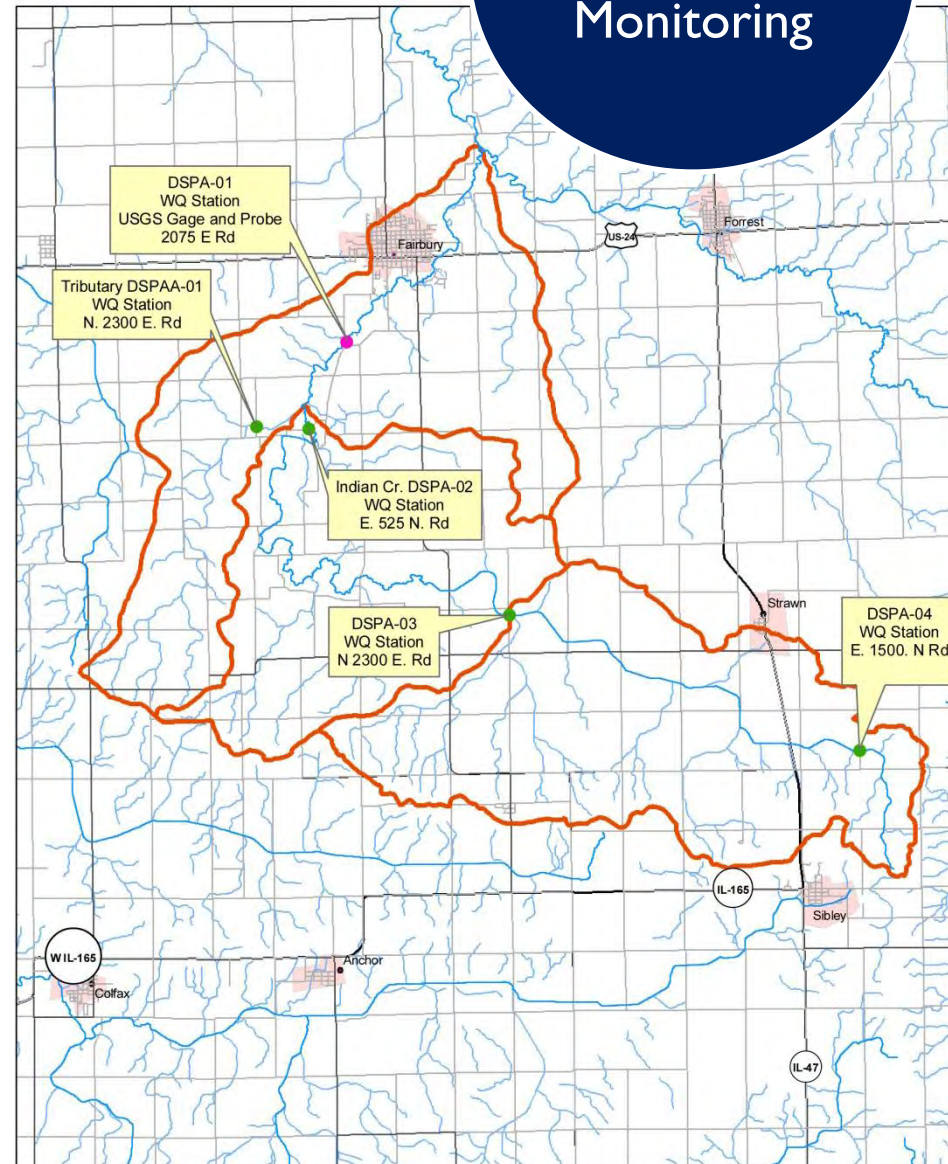 Monitoring
DSPA-01
WQ Station
USGS Gage and Probe
2075 E Rd
Forrest
US-24
Fairbury
Tributary DSPAA-01
WQ Station
N. 2300 E. Rd
Indian Cr. DSPA-02
WQ Station
E. 525 N. Rd
Strawn
DSPA-03
WQ Station
N 2300 E. Rd
DSPA-04
WQ Station
E. 1500. N Rd
IL-165
Sibley
W IL-165
Anchor
Colfax
IL-47